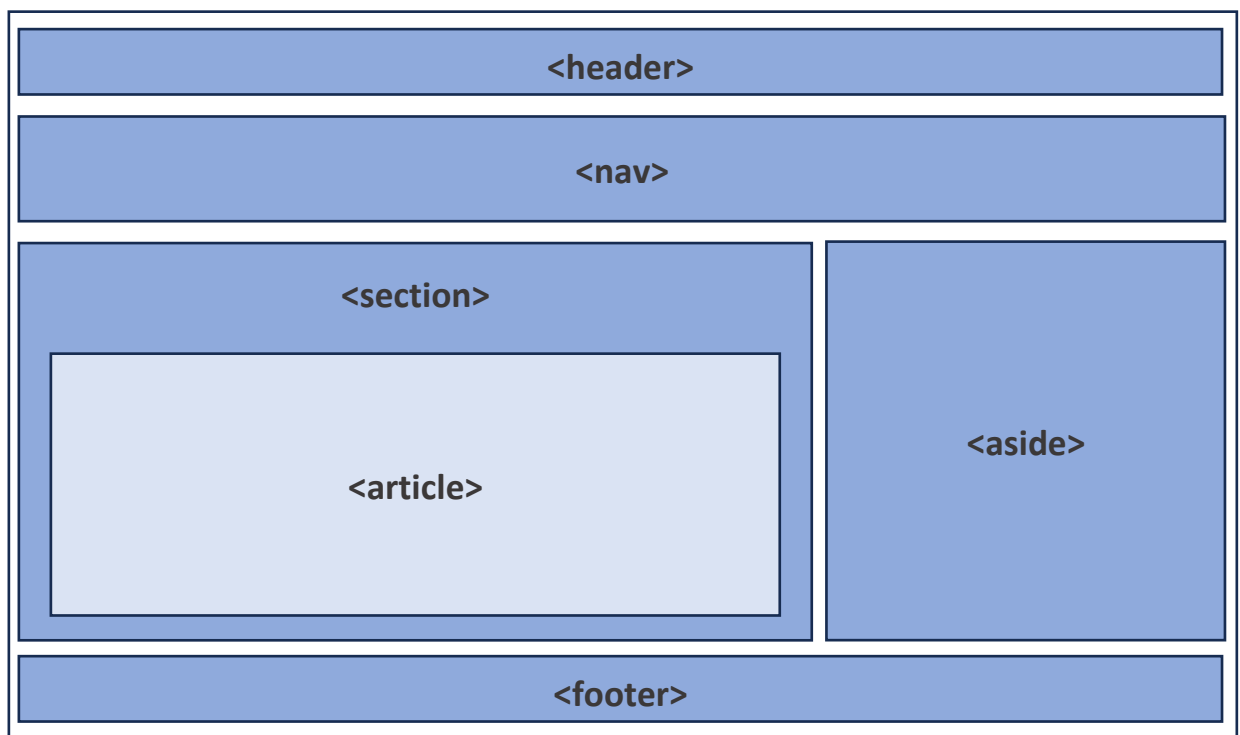 <header>
<nav>
<section>
<article>
<aside>
<footer>